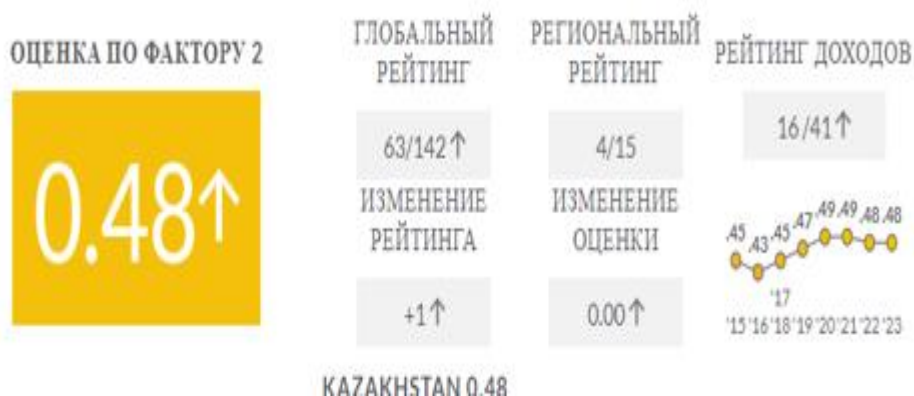 ОЦЕНКА ПО ФАКТОРУ 2
0.48↑
ГЛОБАЛЬНЫЙ
РЕЙТИНГ
63/142↑
ИЗМЕНЕНИЕ
РЕЙТИНГА
+1↑
РЕГИОНАЛЬНЫЙ
РЕЙТИНГ
4/15
ИЗМЕНЕНИЕ
ОЦЕНКИ
0.00↑
РЕЙТИНГ ДОХОДОВ
16/41↑
.45 .43 .45 .47 .49 .49 .48 .48
'17
'15 '16 '18 '19 '20 '21 '22 '23
KAZAKHSTAN 0.48